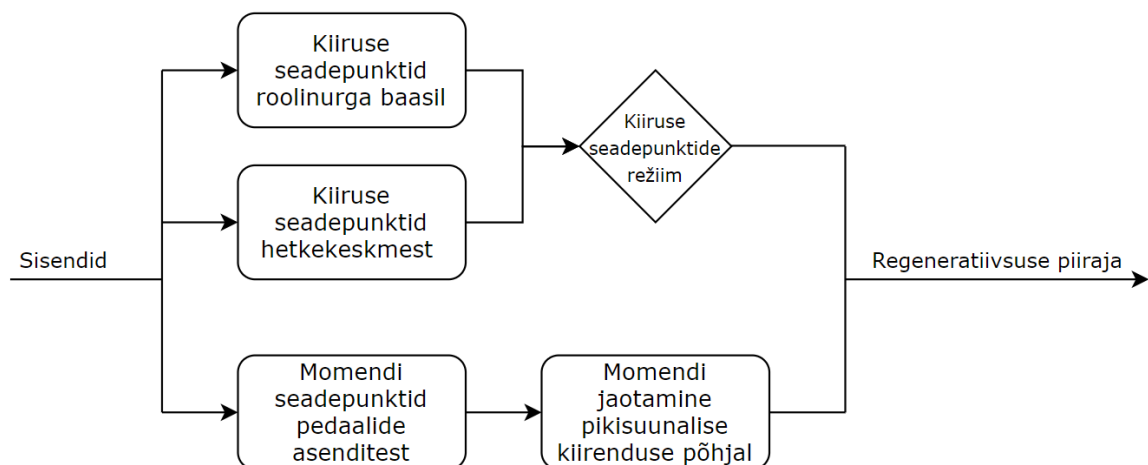 Kiiruse
seadepunktid
roolinurga baasil
Kiiruse
seadepunktide
režiim
Kiiruse
seadepunktid
hetkekeskmest
Sisendid
Regeneratiivsuse piiraja
Momendi
seadepunktid
pedaalide
asenditest
Momendi
jaotamine
pikisuunalise
kiirenduse põhjal